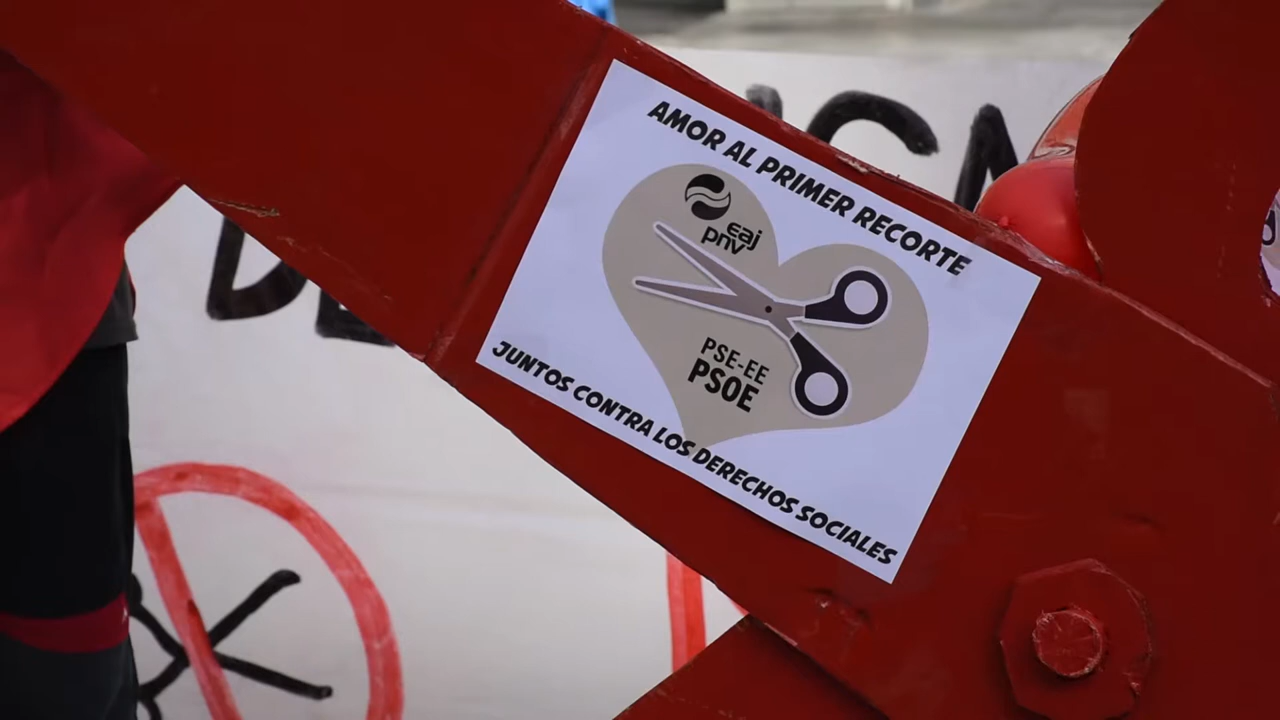 AMOR AL PRIMER RECORTE
eaj
pnv
PSE-EE
PSOE
JUNTOS CONTRA LOS DERECHOS SOCIALES